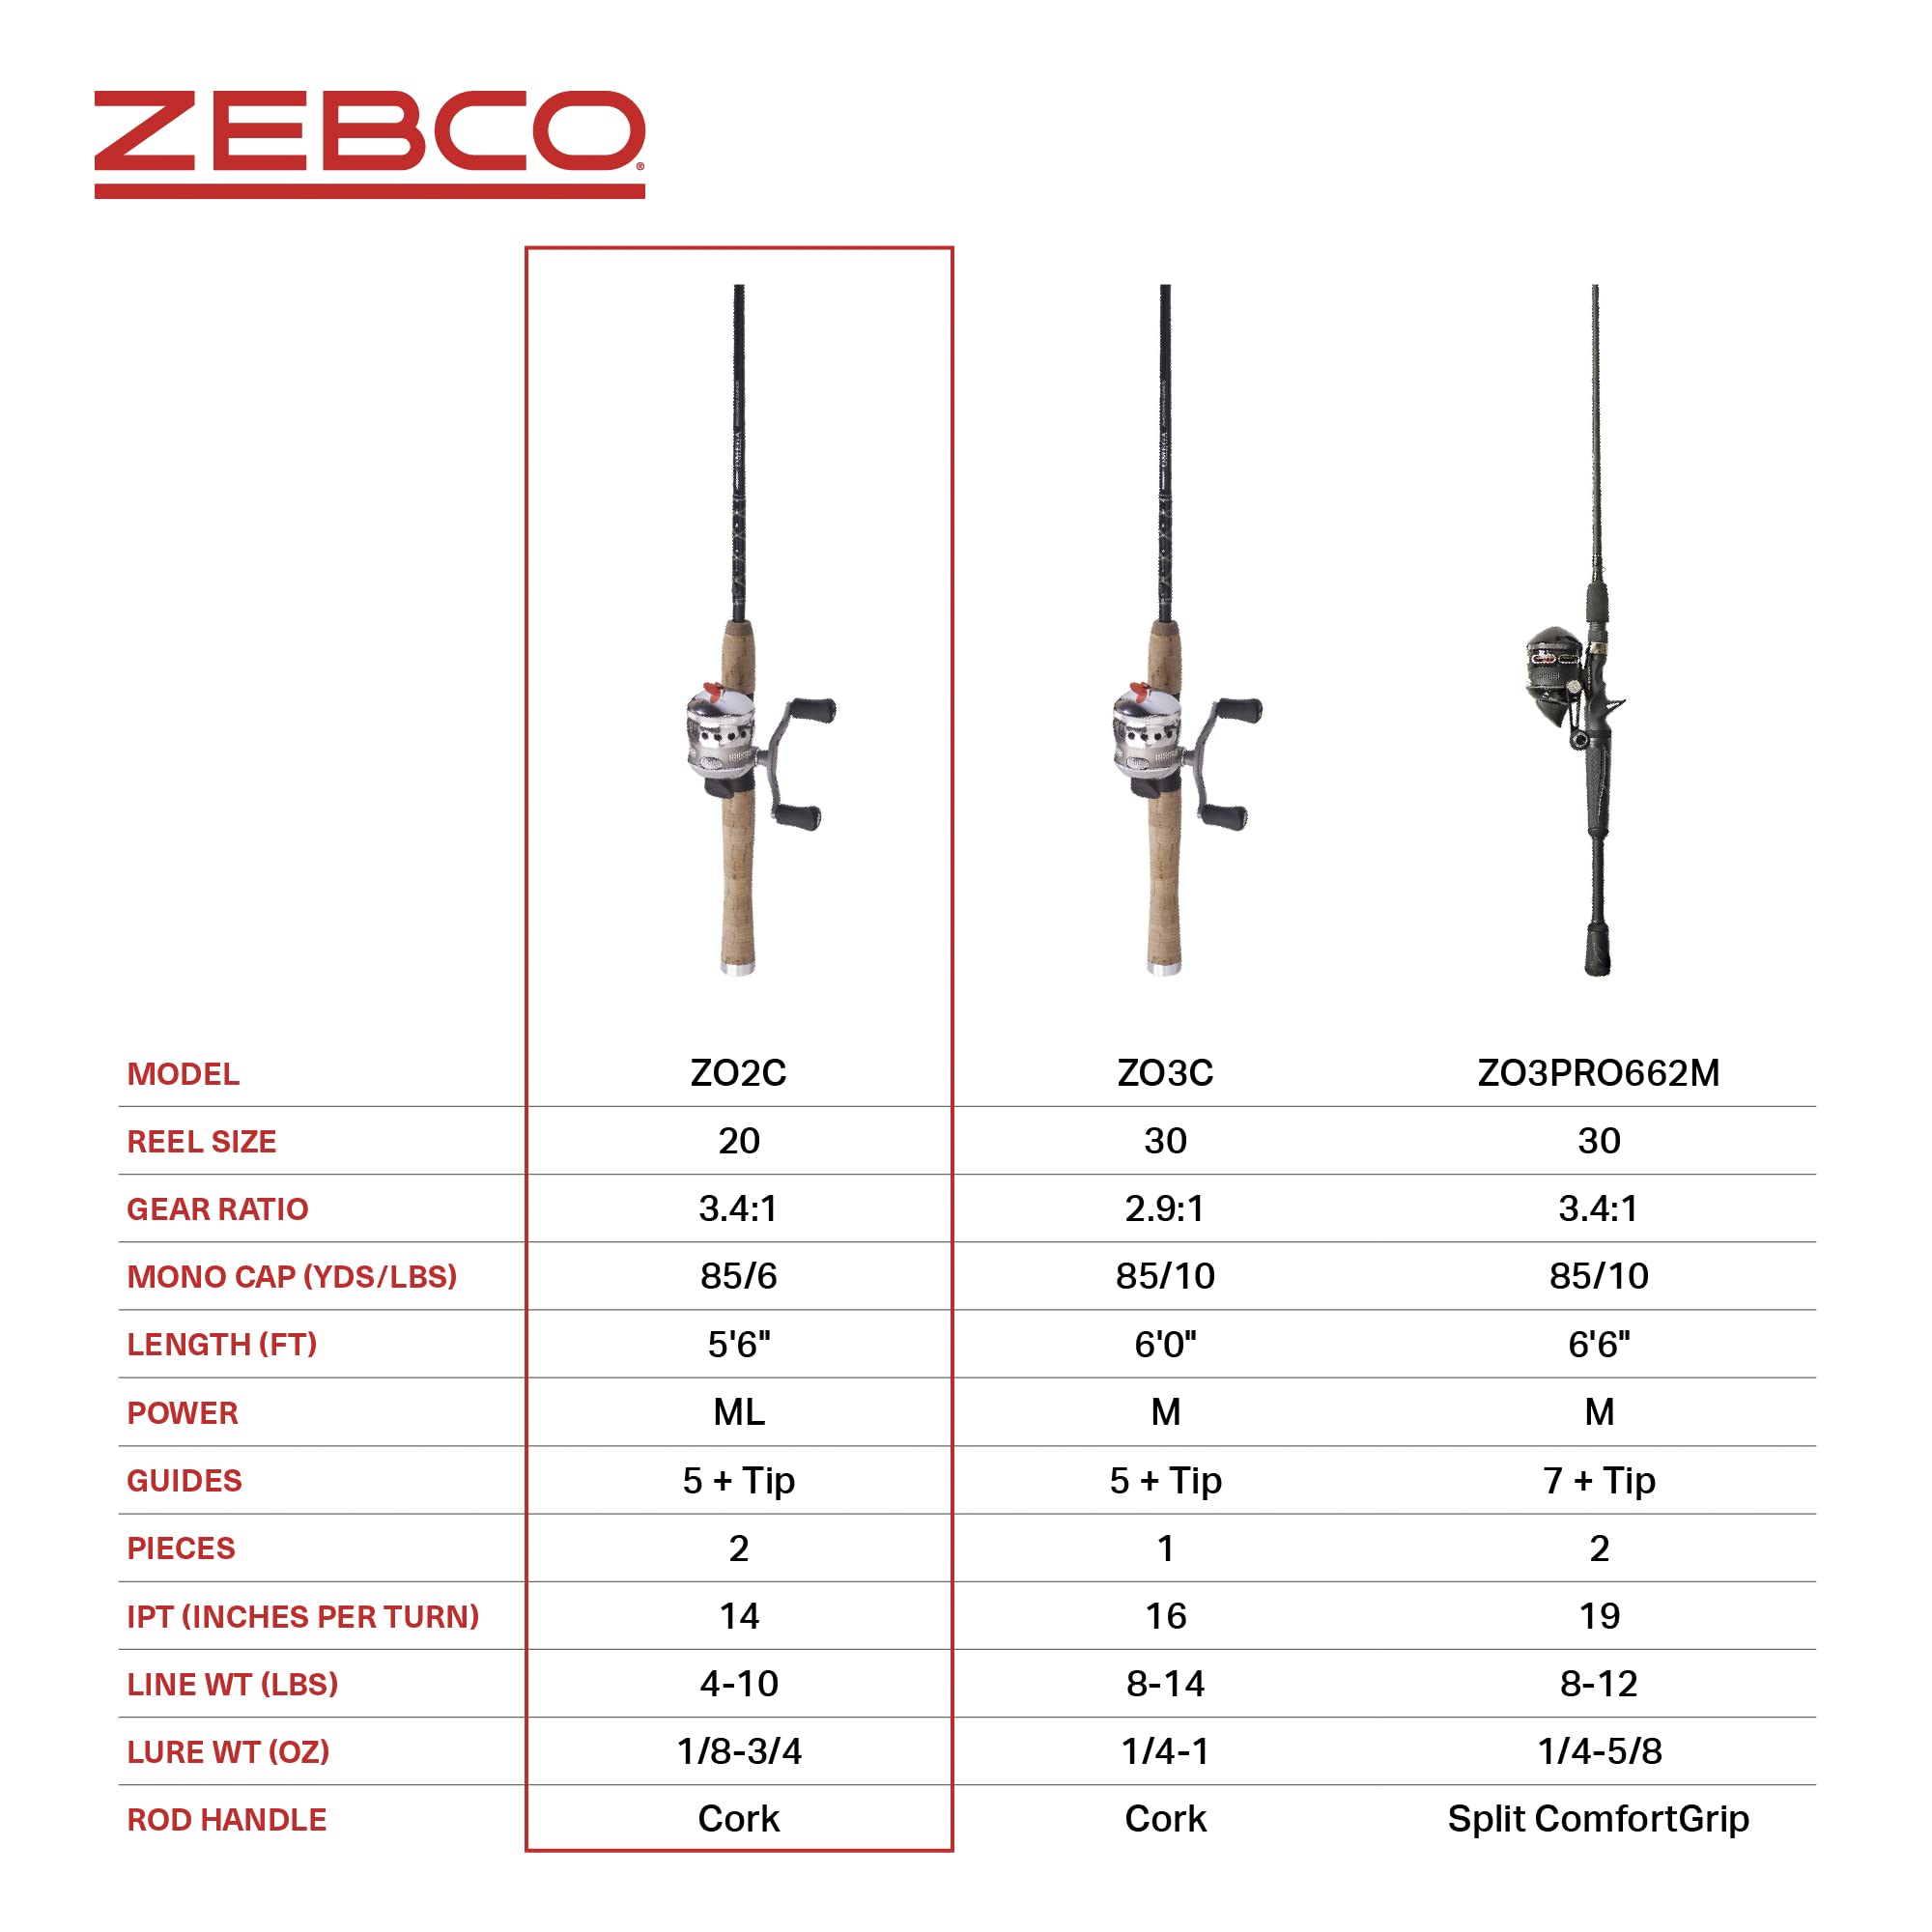 ZEBCO®
MODEL ZO2C ZO3C ZO3PRO662M
REEL SIZE 20 30 30
GEAR RATIO 3.4:1 2.9:1 3.4:1
MONO CAP (YDS/LBS) 85/6 85/10 85/10
LENGTH (FT) 5'6" 6'0" 6'6"
POWER ML M M
GUIDES 5 + Tip 5 + Tip 7 + Tip
PIECES 2 1 2
IPT (INCHES PER TURN) 14 16 19
LINE WT (LBS) 4-10 8-14 8-12
LURE WT (OZ) 1/8-3/4 1/4-1 1/4-5/8
ROD HANDLE Cork Cork Split ComfortGrip